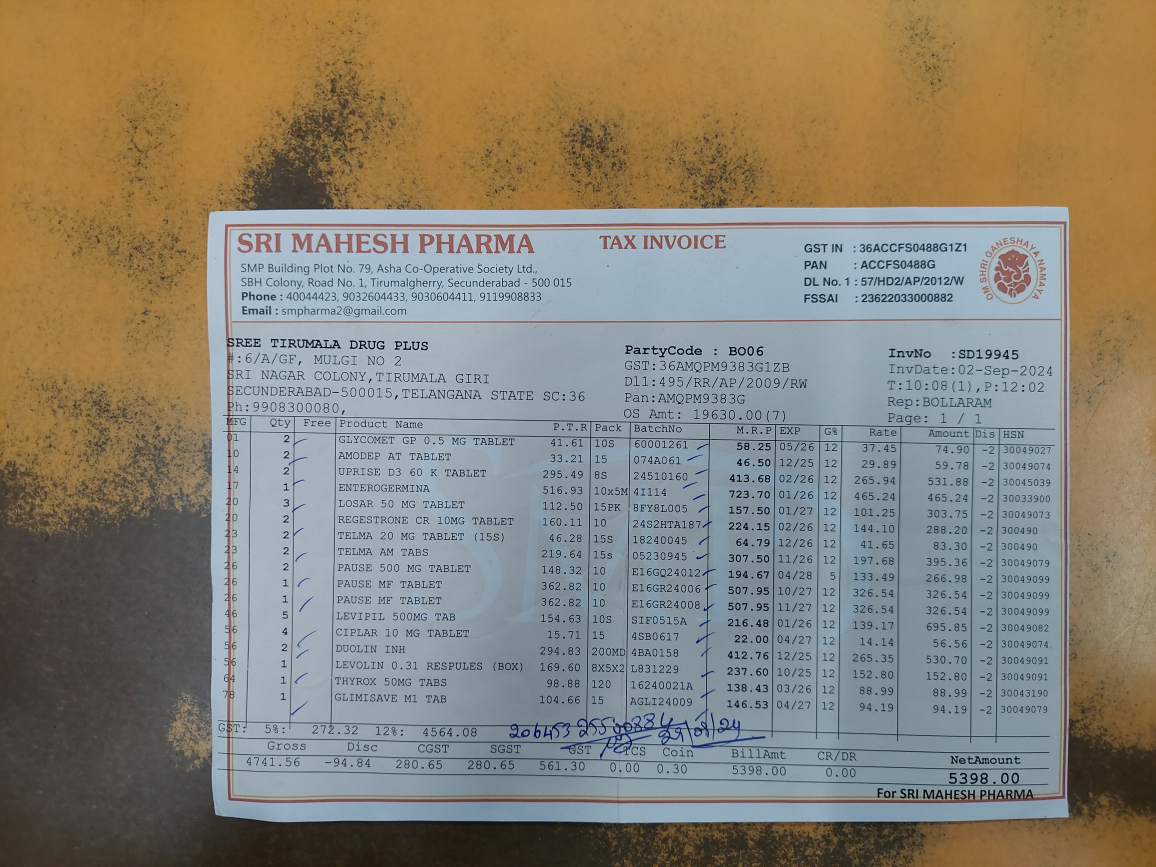 SRI MAHESH PHARMA TAX INVOICE
SMP Building Plot No. 79, Asha Co-Operative Society Ltd.,
SBH Colony, Road No. 1, Tirumalgherry, Secunderabad - 500 015
Phone : 40044423, 9032604433, 9030604411, 9119908833
Email : smpharma2@gmail.com
GST IN : 36ACCFS0488G1Z1
PAN : ACCFS0488G
DL No. 1 : 57/HD2/AP/2012/W
FSSAI : 23622033000882
OM SHRI GANESHAYA NAMAYA
SREE TIRUMALA DRUG PLUS
#:6/A/GF, MULGI NO 2
SRI NAGAR COLONY,TIRUMALA GIRI
SECUNDERABAD-500015,TELANGANA STATE SC:36
Ph:9908300080,
PartyCode : BO06
GST:36AMQPM9383G1ZB
Dl1:495/RR/AP/2009/RW
Pan:AMQPM9383G
OS Amt: 19630.00(7)
InvNo :SD19945
InvDate:02-Sep-2024
T:10:08(1),P:12:02
Rep:BOLLARAM
Page: 1 / 1
MFG Qty Free Product Name P.T.R Pack BatchNo M.R.P EXP G% Rate Amount Dis HSN
01 2 GLYCOMET GP 0.5 MG TABLET 41.61 10S 60001261 58.25 05/26 12 37.45 74.90 -2 30049027
10 2 AMODEP AT TABLET 33.21 15 074A061 46.50 12/25 12 29.89 59.78 -2 30049074
14 2 UPRISE D3 60 K TABLET 295.49 8S 24510160 413.68 02/26 12 265.94 531.88 -2 30045039
17 1 ENTEROGERMINA 516.93 10x5M 4I114 723.70 01/26 12 465.24 465.24 -2 30033900
20 3 LOSAR 50 MG TABLET 112.50 15PK 8FY8L005 157.50 01/27 12 101.25 303.75 -2 30049073
20 2 REGESTRONE CR 10MG TABLET 160.11 10 24S2HTA187 224.15 02/26 12 144.10 288.20 -2 300490
23 2 TELMA 20 MG TABLET (15S) 46.28 15S 18240045 64.79 12/26 12 41.65 83.30 -2 300490
23 2 TELMA AM TABS 219.64 15s 05230945 307.50 11/26 12 197.68 395.36 -2 30049079
26 2 PAUSE 500 MG TABLET 148.32 10 E16GQ24012 194.67 04/28 5 133.49 266.98 -2 30049099
26 1 PAUSE MF TABLET 362.82 10 E16GR24006 507.95 10/27 12 326.54 326.54 -2 30049099
26 1 PAUSE MF TABLET 362.82 10 E16GR24008 507.95 11/27 12 326.54 326.54 -2 30049099
46 5 LEVIPIL 500MG TAB 154.63 10S SIF0515A 216.48 01/26 12 139.17 695.85 -2 30049082
56 4 CIPLAR 10 MG TABLET 15.71 15 4SB0617 22.00 04/27 12 14.14 56.56 -2 30049074
56 2 DUOLIN INH 294.83 200MD 4BA0158 412.76 12/25 12 265.35 530.70 -2 30049091
56 1 LEVOLIN 0.31 RESPULES (BOX) 169.60 8X5X2 L831229 237.60 10/25 12 152.80 152.80 -2 30049091
64 1 THYROX 50MG TABS 98.88 120 16240021A 138.43 03/26 12 88.99 88.99 -2 30043190
78 1 GLIMISAVE M1 TAB 104.66 15 AGLI24009 146.53 04/27 12 94.19 94.19 -2 30049079
GST: 5%: 272.32 12%: 4564.08
Gross Disc CGST SGST GST TCS Coin BillAmt CR/DR NetAmount
4741.56 -94.84 280.65 280.65 561.30 0.00 0.30 5398.00 0.00 5398.00
For SRI MAHESH PHARMA